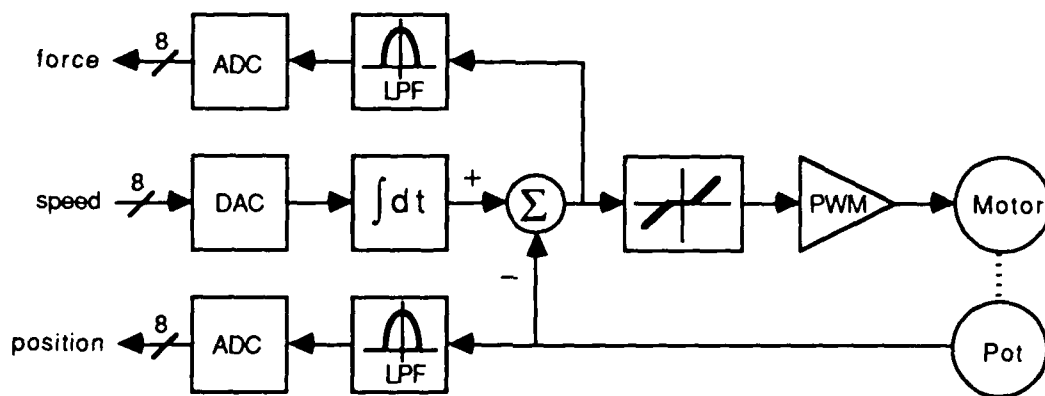 force 8 ADC LPF
speed 8 DAC ∫dt + Σ PWM Motor
−
position 8 ADC LPF Pot